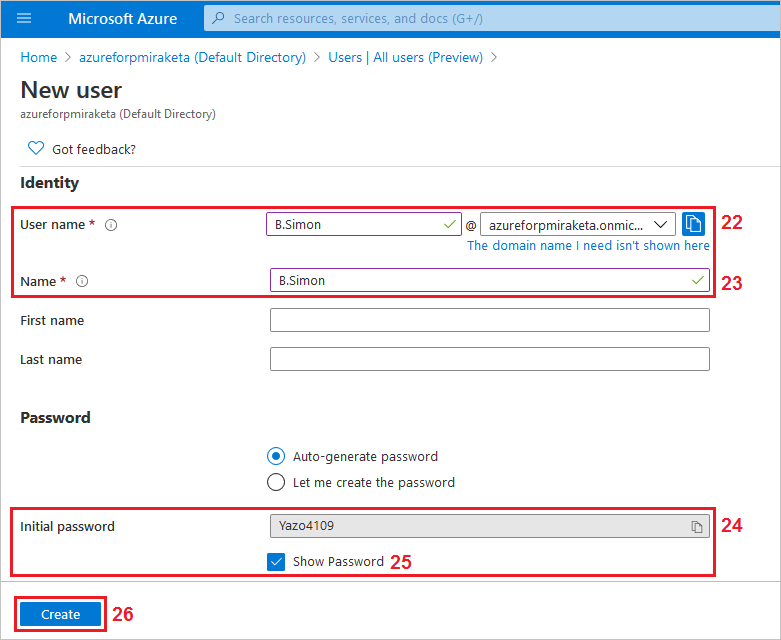 Microsoft Azure
Search resources, services, and docs (G+/)
Home > azureforpmiraketa (Default Directory) > Users | All users (Preview) >
New user
azureforpmiraketa (Default Directory)
Got feedback?
Identity
User name * B.Simon @ azureforpmiraketa.onmic... 22
The domain name I need isn't shown here
Name * B.Simon 23
First name
Last name
Password
Auto-generate password
Let me create the password
Initial password Yazo4109 24
Show Password 25
Create 26